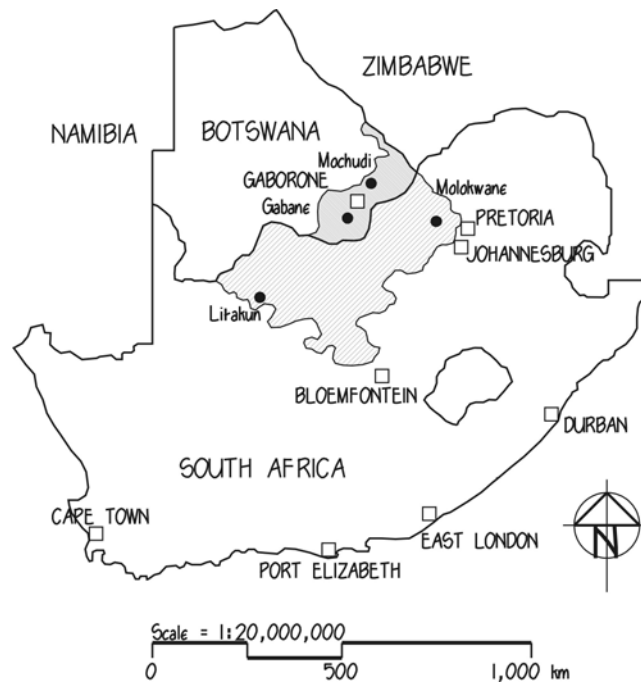 ZIMBABWE
NAMIBIA
BOTSWANA
Mochudi
GABORONE
Molokwane
Gabane
PRETORIA
JOHANNESBURG
Litakun
BLOEMFONTEIN
DURBAN
SOUTH AFRICA
CAPE TOWN
EAST LONDON
N
PORT ELIZABETH
Scale = 1:20,000,000
0 500 1,000 km